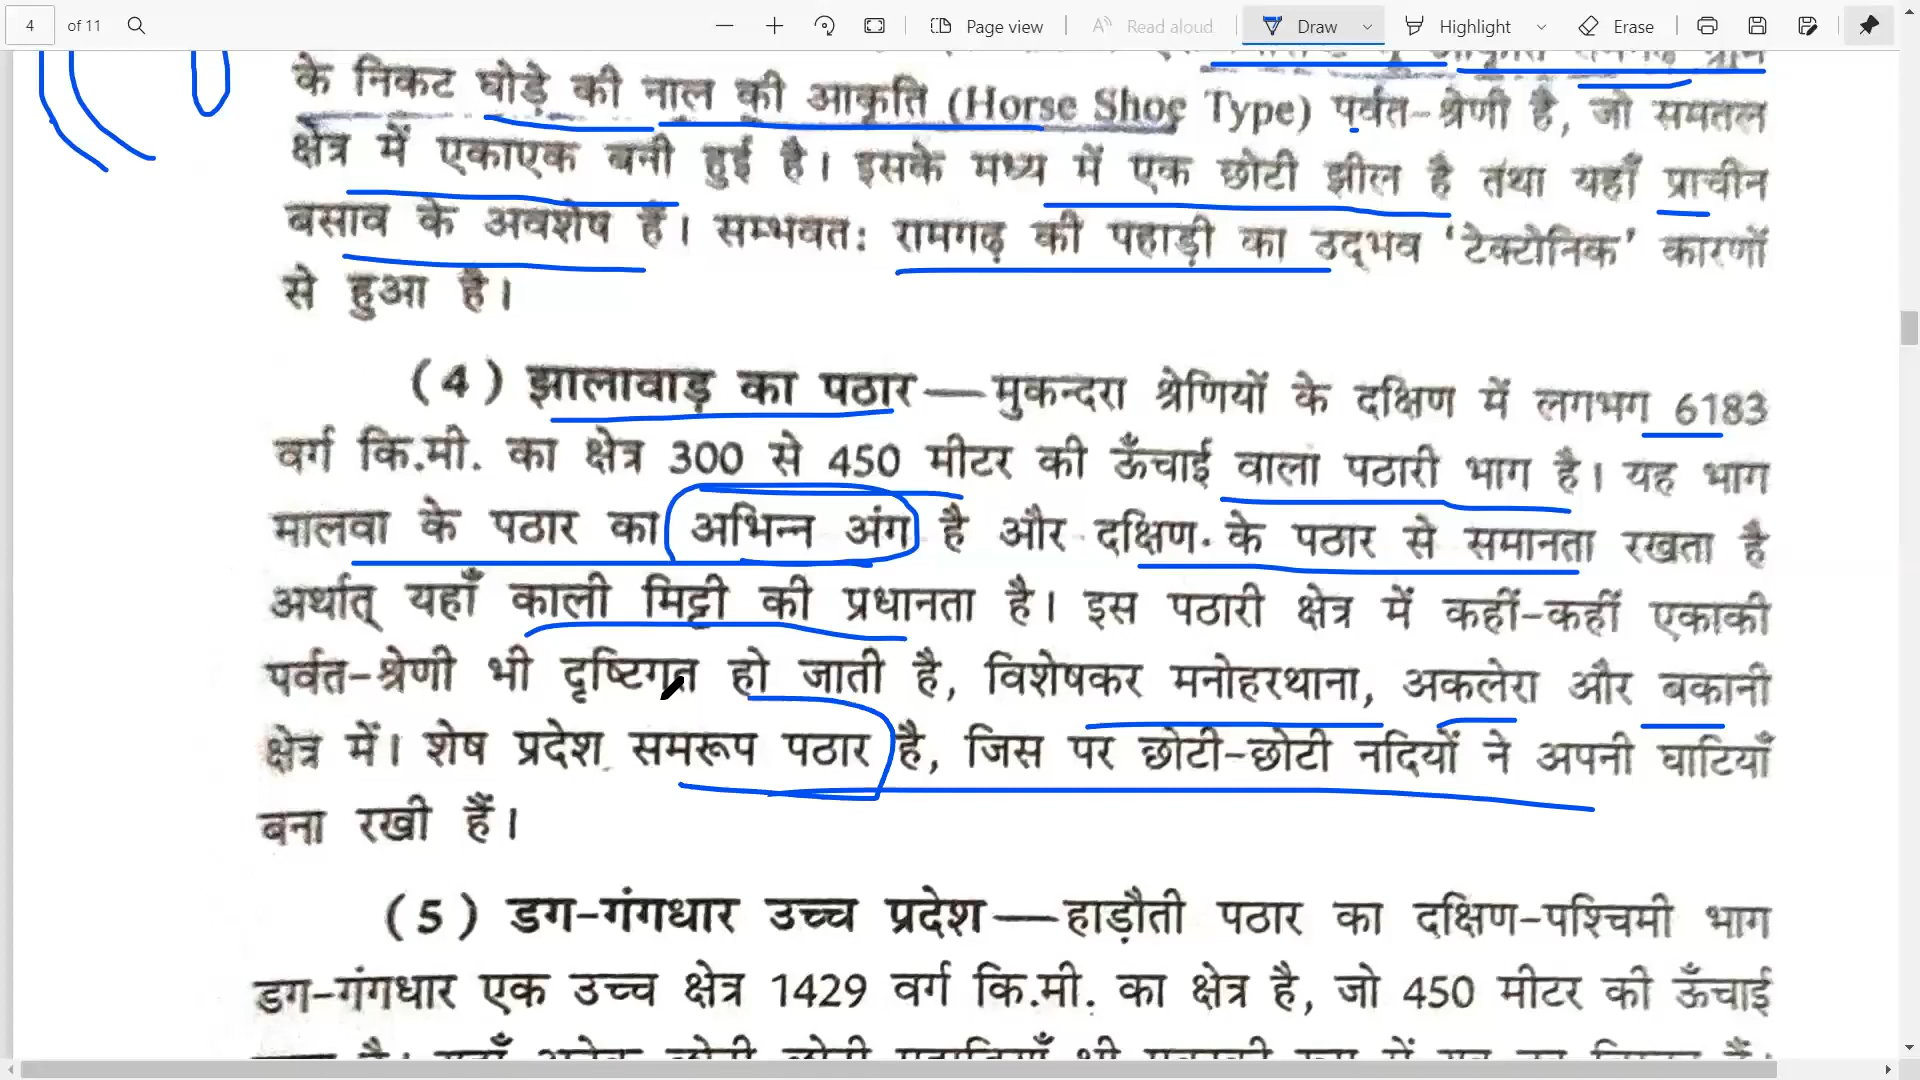 4 of 11 Page view Read aloud Draw Highlight Erase
के निकट घोड़े की नाल की आकृति (Horse Shoe Type) पर्वत-श्रेणी है, जो समतल
क्षेत्र में एकाएक बनी हुई है। इसके मध्य में एक छोटी झील है तथा यहाँ प्राचीन
बसाव के अवशेष हैं। सम्भवतः रामगढ़ की पहाड़ी का उद्‌भव ‘टेक्टोनिक’ कारणों
से हुआ है।
(4) झालावाड़ का पठार—मुकन्दरा श्रेणियों के दक्षिण में लगभग 6183
वर्ग कि.मी. का क्षेत्र 300 से 450 मीटर की ऊँचाई वाला पठारी भाग है। यह भाग
मालवा के पठार का अभिन्न अंग है और दक्षिण के पठार से समानता रखता है
अर्थात् यहाँ काली मिट्टी की प्रधानता है। इस पठारी क्षेत्र में कहीं-कहीं एकाकी
पर्वत-श्रेणी भी दृष्टिगत हो जाती है, विशेषकर मनोहरथाना, अकलेरा और बकानी
क्षेत्र में। शेष प्रदेश समरूप पठार है, जिस पर छोटी-छोटी नदियों ने अपनी घाटियाँ
बना रखी हैं।
(5) डग-गंगधार उच्च प्रदेश—हाड़ौती पठार का दक्षिण-पश्चिमी भाग
डग-गंगधार एक उच्च क्षेत्र 1429 वर्ग कि.मी. का क्षेत्र है, जो 450 मीटर की ऊँचाई